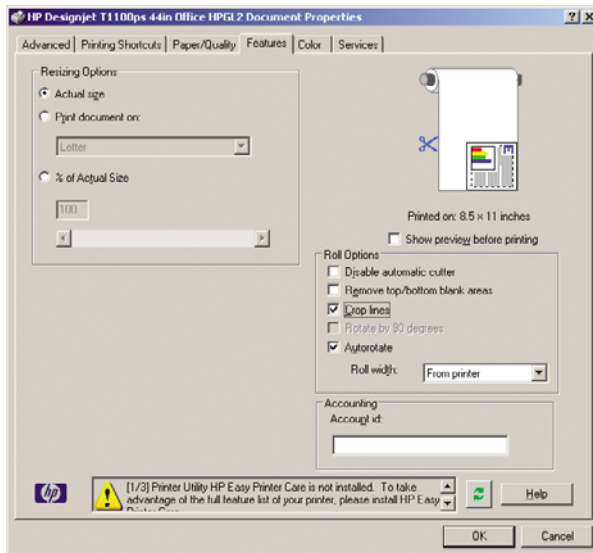 HP Designjet T1100ps 44in Office HPGL2 Document Properties
Advanced Printing Shortcuts Paper/Quality Features Color Services
Resizing Options
Actual size
Print document on:
Letter
% of Actual Size
100
Printed on: 8.5 × 11 inches
Show preview before printing
Roll Options
Disable automatic cutter
Remove top/bottom blank areas
Crop lines
Rotate by 90 degrees
Autorotate
Roll width: From printer
Accounting
Account id:
hp
[1/3] Printer Utility HP Easy Printer Care is not installed. To take
advantage of the full feature list of your printer, please install HP Easy
Printer Care
Help
OK Cancel